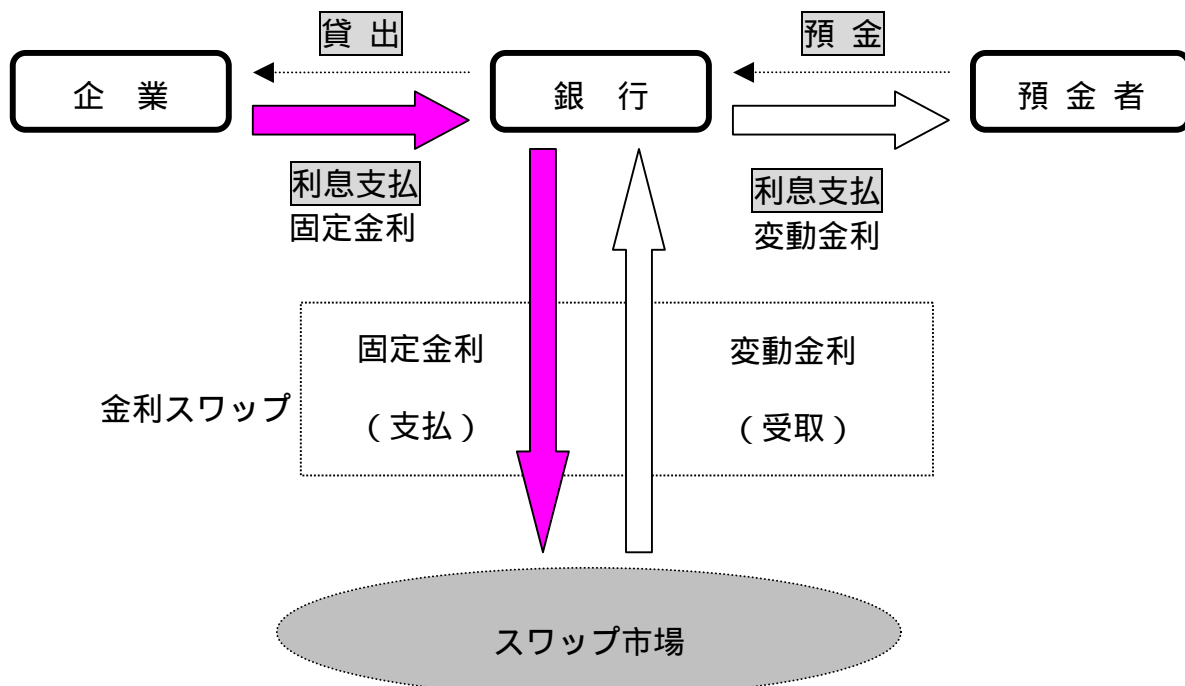 貸 出
預 金
企 業
銀 行
預 金 者
利息支払
固定金利
利息支払
変動金利
固定金利
変動金利
金利スワップ
(支払)
(受取)
スワップ市場